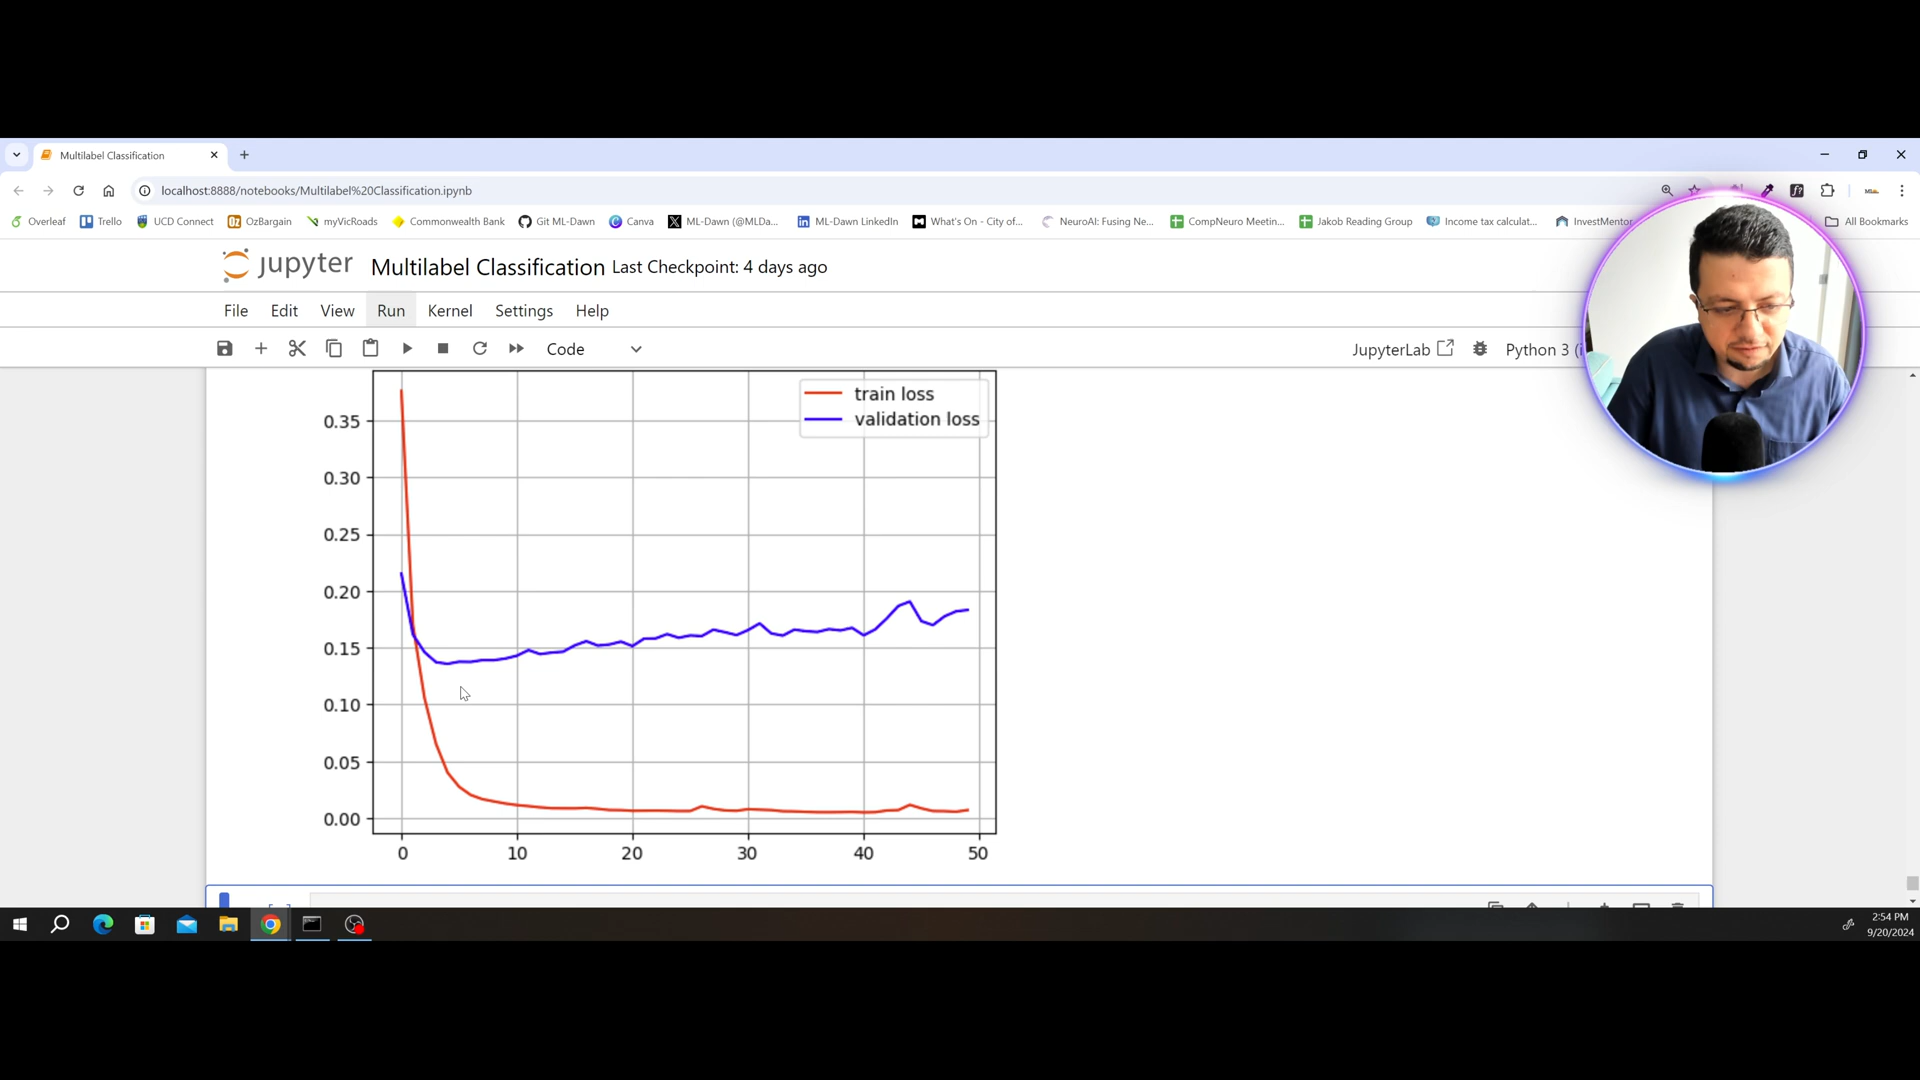 Multilabel Classification
localhost:8888/notebooks/Multilabel%20Classification.ipynb
Overleaf Trello UCD Connect OzBargain myVicRoads Commonwealth Bank Git ML-Dawn Canva ML-Dawn (@MLDa... ML-Dawn LinkedIn What's On - City of... NeuroAI: Fusing Ne... CompNeuro Meetin... Jakob Reading Group Income tax calculat... InvestMentor All Bookmarks
jupyter Multilabel Classification Last Checkpoint: 4 days ago
File Edit View Run Kernel Settings Help
Code JupyterLab Python 3 (i
train loss
validation loss
0.35
0.30
0.25
0.20
0.15
0.10
0.05
0.00
0 10 20 30 40 50
2:54 PM
9/20/2024